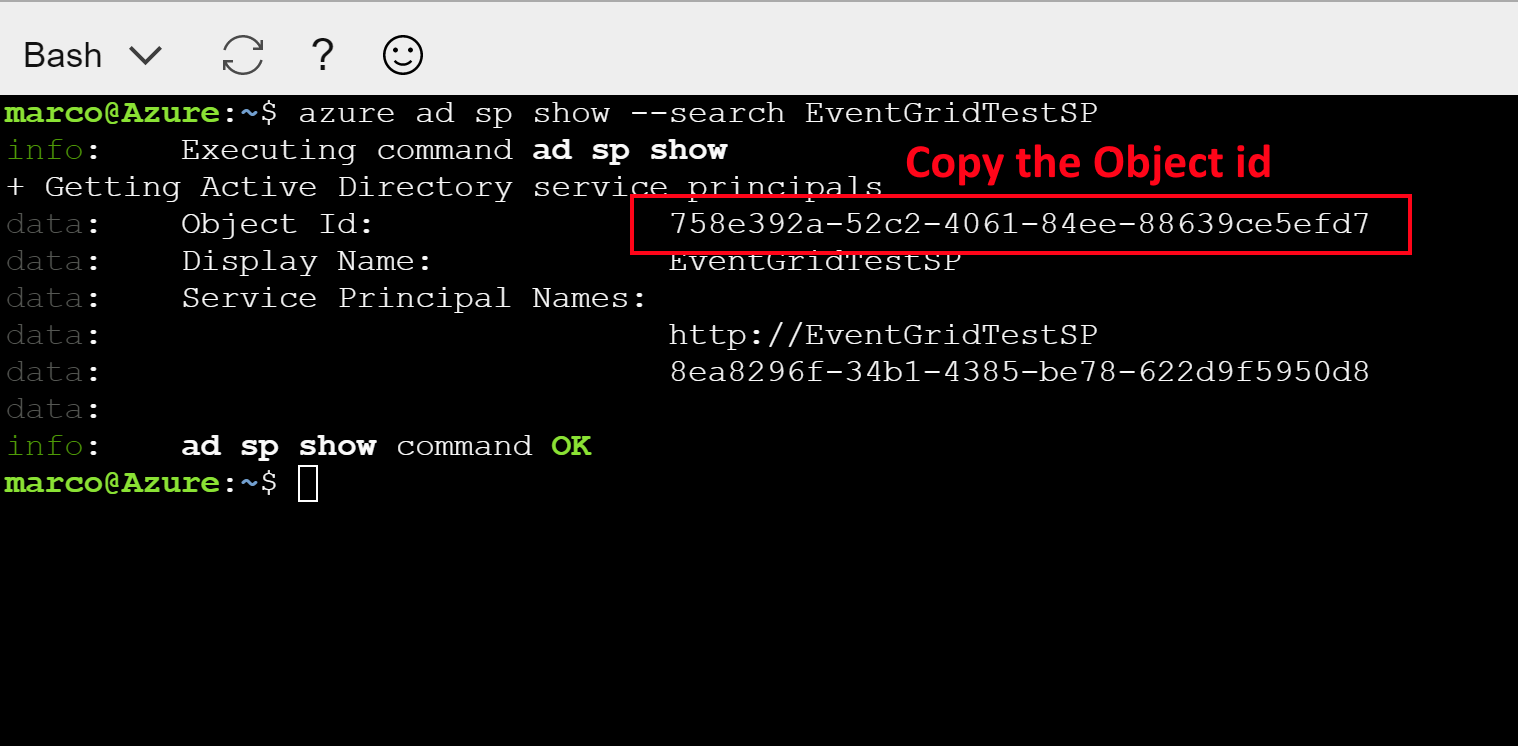 Bash ?
marco@Azure:~$ azure ad sp show --search EventGridTestSP
info: Executing command ad sp show
Copy the Object id
+ Getting Active Directory service principals
data: Object Id: 758e392a-52c2-4061-84ee-88639ce5efd7
data: Display Name: EventGridTestSP
data: Service Principal Names:
data: http://EventGridTestSP
data: 8ea8296f-34b1-4385-be78-622d9f5950d8
data:
info: ad sp show command OK
marco@Azure:~$